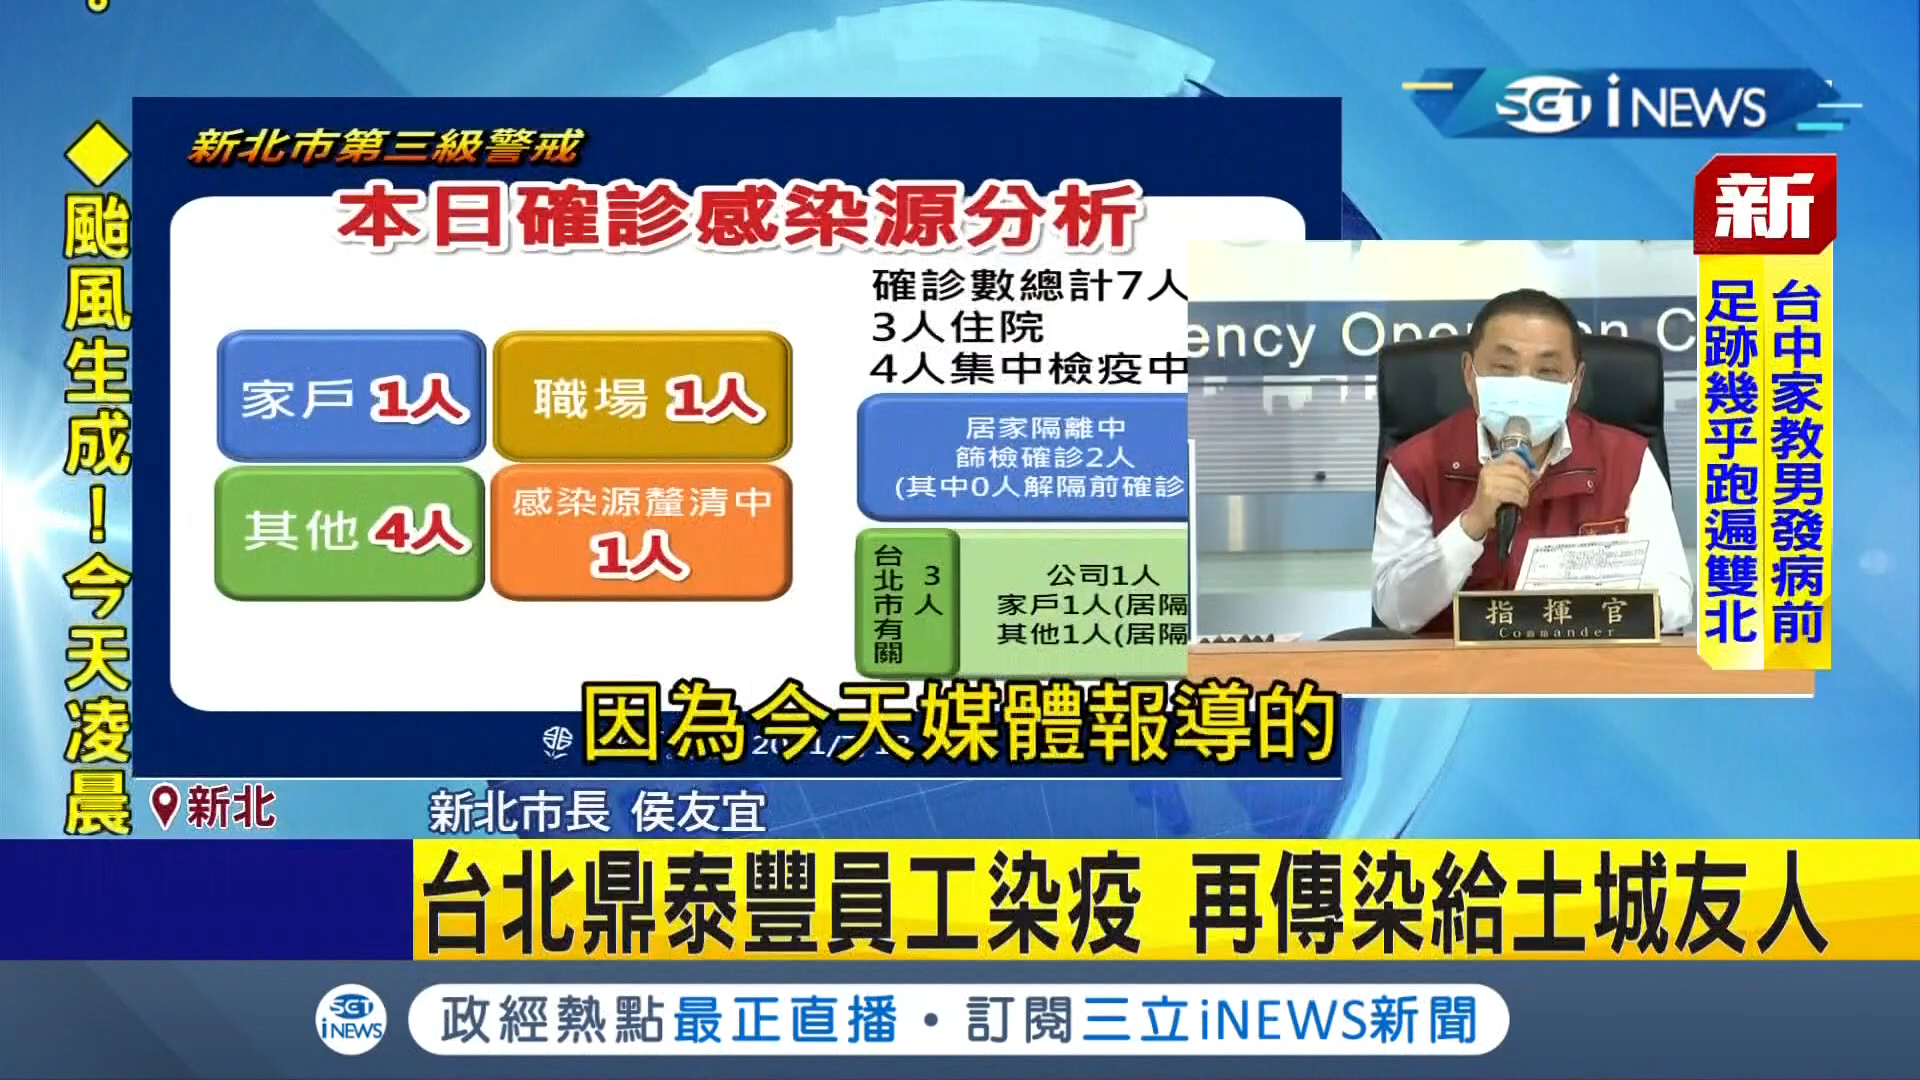 ◆颱風生成！今天凌晨
新北市第三級警戒
本日確診感染源分析
家戶 1人
職場 1人
其他 4人
感染源釐清中
1人
確診數總計7人
3人住院
4人集中檢疫中
居家隔離中
篩檢確診2人
(其中0人解隔前確診
台北市有關
3人
公司1人
家戶1人(居隔
其他1人(居隔
SET iNEWS
新
台中家教男發病前
足跡幾乎跑遍雙北
ency Op
n C
指揮官
Commander
因為今天媒體報導的
新北
新北市長 侯友宜
台北鼎泰豐員工染疫 再傳染給土城友人
SET iNEWS
政經熱點最正直播・訂閱三立iNEWS新聞